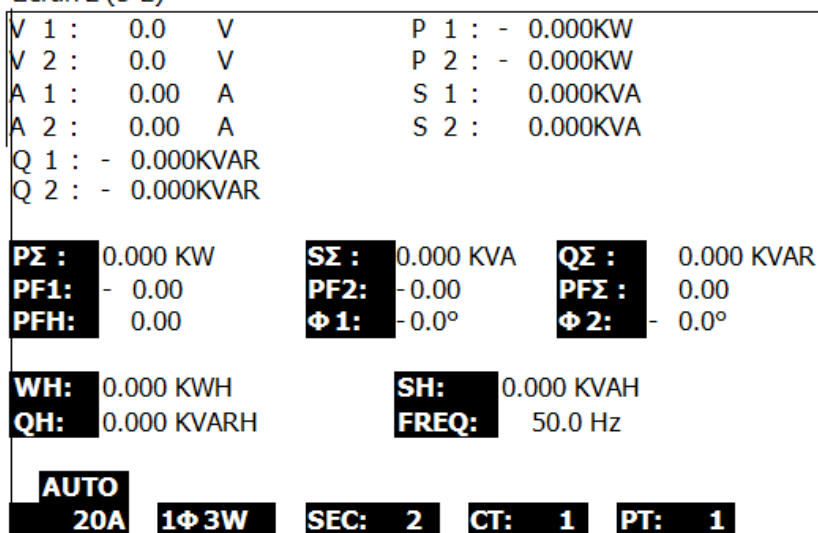 V 1 : 0.0 V P 1 : - 0.000KW
V 2 : 0.0 V P 2 : - 0.000KW
A 1 : 0.00 A S 1 : 0.000KVA
A 2 : 0.00 A S 2 : 0.000KVA
Q 1 : - 0.000KVAR
Q 2 : - 0.000KVAR
PΣ : 0.000 KW SΣ : 0.000 KVA QΣ : 0.000 KVAR
PF1: - 0.00 PF2: - 0.00 PFΣ : 0.00
PFH: 0.00 Φ 1: - 0.0º Φ 2: - 0.0º
WH: 0.000 KWH SH: 0.000 KVAH
QH: 0.000 KVARH FREQ: 50.0 Hz
AUTO
20A 1Φ 3W SEC: 2 CT: 1 PT: 1